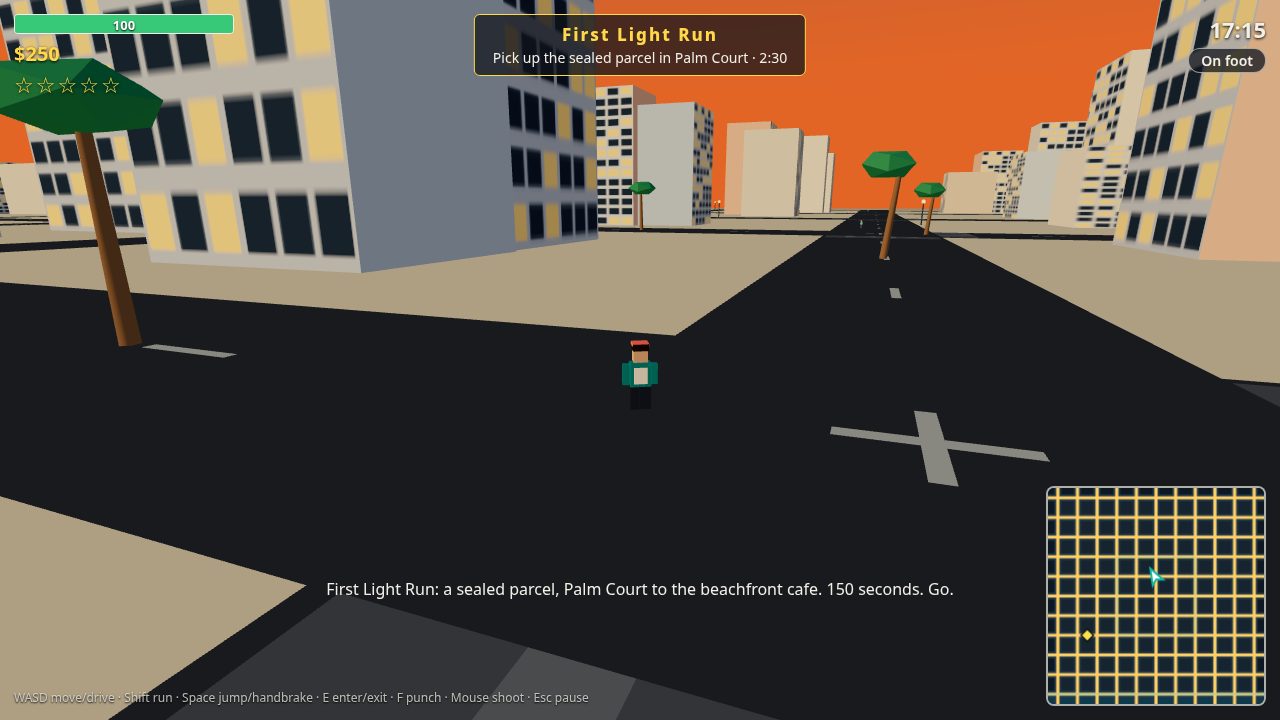 100
$250
☆☆☆☆☆
First Light Run
Pick up the sealed parcel in Palm Court · 2:30
17:15
On foot
First Light Run: a sealed parcel, Palm Court to the beachfront cafe. 150 seconds. Go.
WASD move/drive · Shift run · Space jump/handbrake · E enter/exit · F punch · Mouse shoot · Esc pause